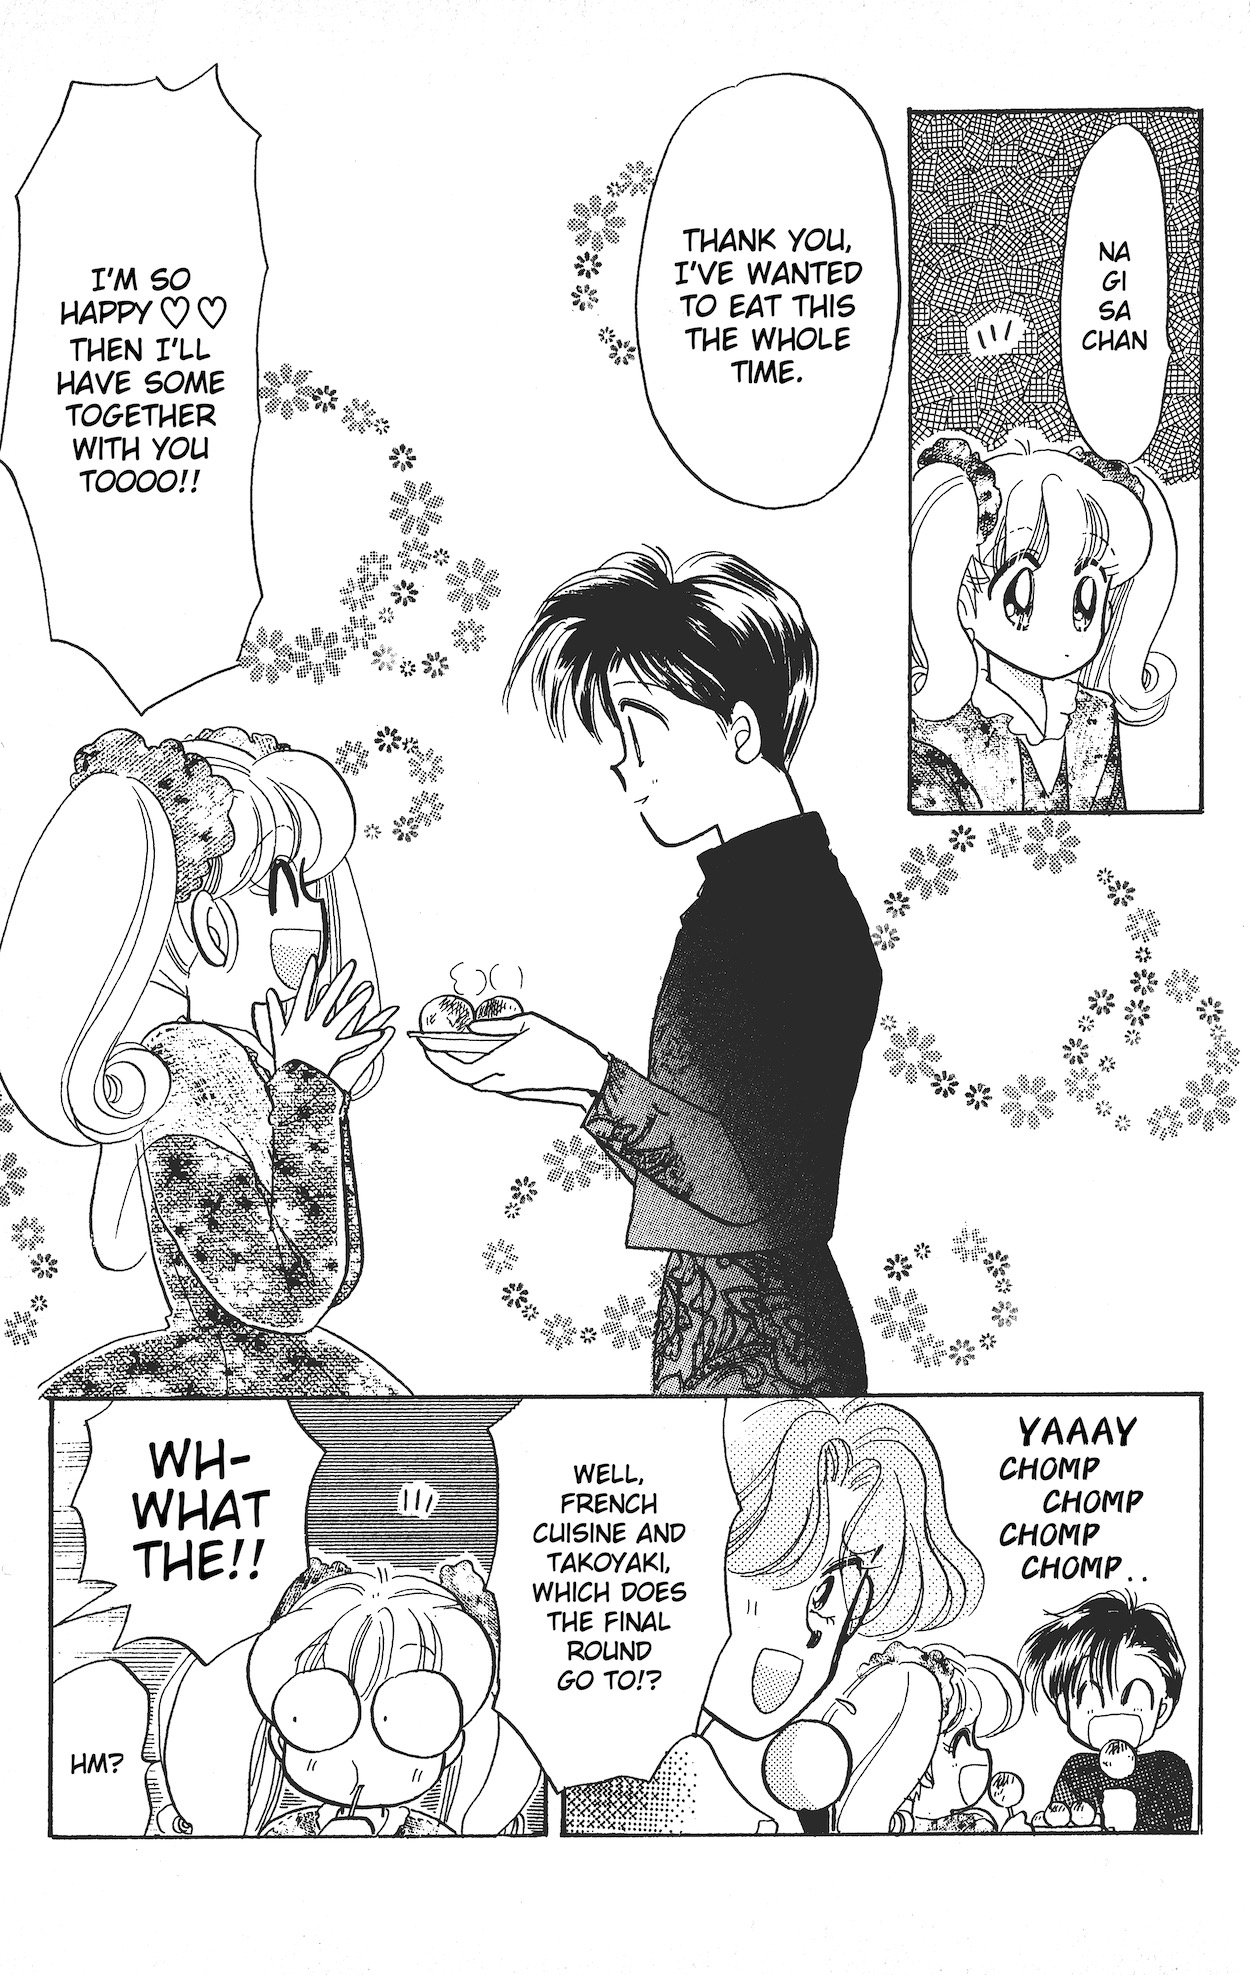 NA
GI
SA
CHAN
THANK YOU,
I'VE WANTED
TO EAT THIS
THE WHOLE
TIME.
I'M SO
HAPPY♡♡
THEN I'LL
HAVE SOME
TOGETHER
WITH YOU
TOOOO!!
YAAAY
CHOMP
CHOMP
CHOMP
CHOMP..
WELL,
FRENCH
CUISINE AND
TAKOYAKI,
WHICH DOES
THE FINAL
ROUND
GO TO!?
WH-
WHAT
THE!!
HM?